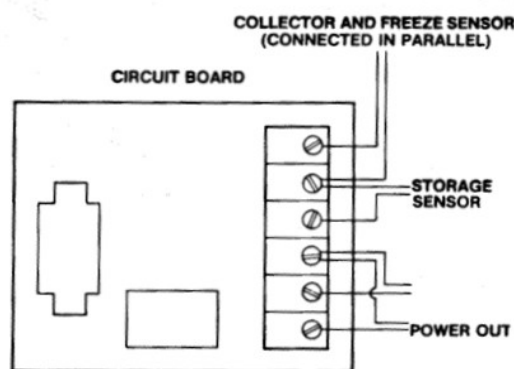 COLLECTOR AND FREEZE SENSOR
(CONNECTED IN PARALLEL)
CIRCUIT BOARD
STORAGE
SENSOR
POWER OUT